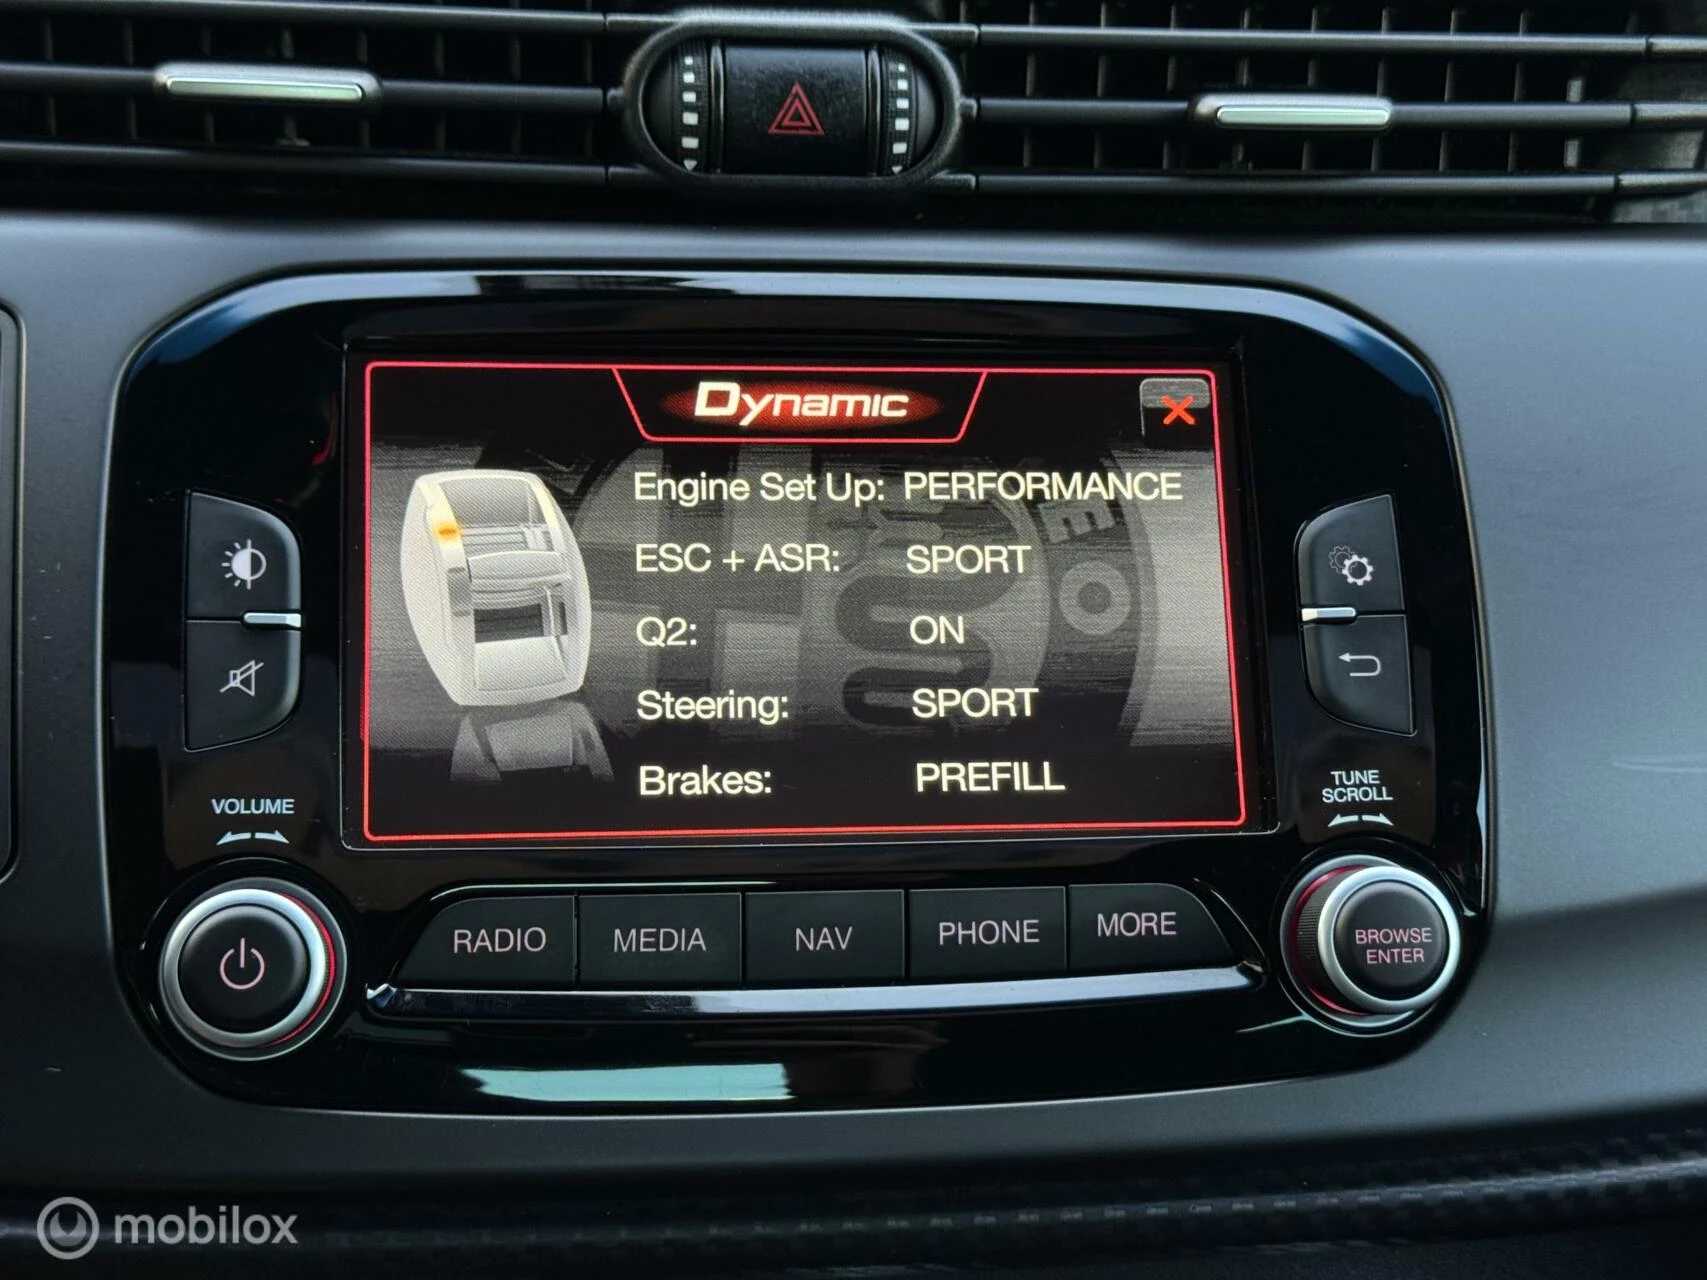 Dynamic
Engine Set Up: PERFORMANCE
ESC + ASR: SPORT
Q2: ON
Steering: SPORT
Brakes: PREFILL
VOLUME
TUNE
SCROLL
RADIO MEDIA NAV PHONE MORE
BROWSE
ENTER
mobilox